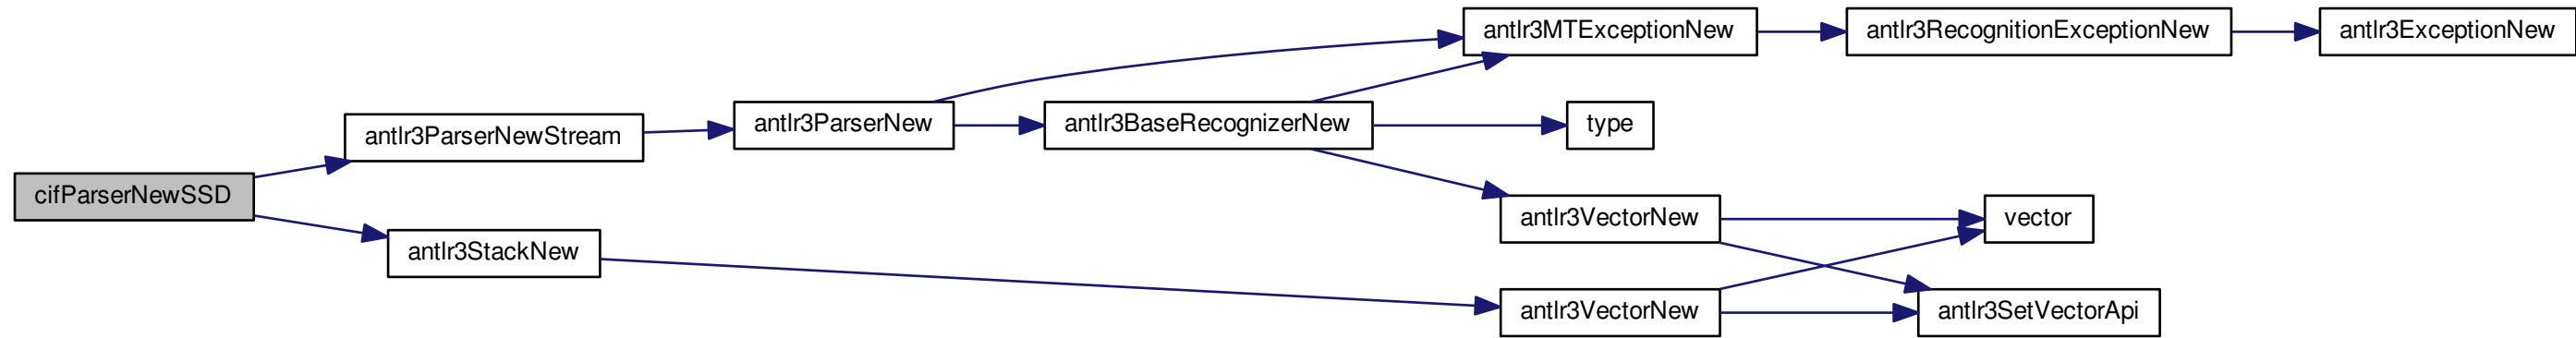 cifParserNewSSD
antlr3ParserNewStream
antlr3StackNew
antlr3ParserNew
antlr3BaseRecognizerNew
antlr3MTExceptionNew
type
antlr3VectorNew
antlr3VectorNew
antlr3RecognitionExceptionNew
vector
antlr3SetVectorApi
antlr3ExceptionNew